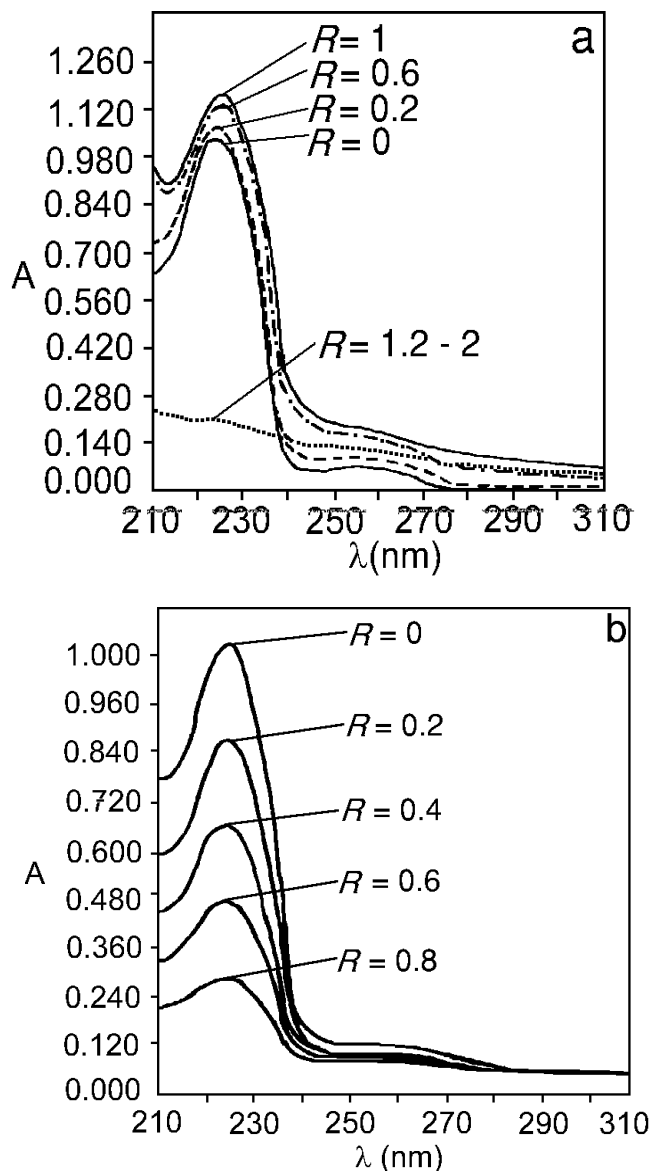 a
R = 1
1.260
R = 0.6
1.120
R = 0.2
0.980
R = 0
0.840
0.700
A
0.560
0.420
R = 1.2 - 2
0.280
0.140
0.000
210 230 250 270 290 310
λ(nm)
b
R = 0
1.000
0.960
R = 0.2
0.840
0.720
R = 0.4
0.600
A
0.480
R = 0.6
0.360
R = 0.8
0.240
0.120
0.000
210 230 250 270 290 310
λ (nm)